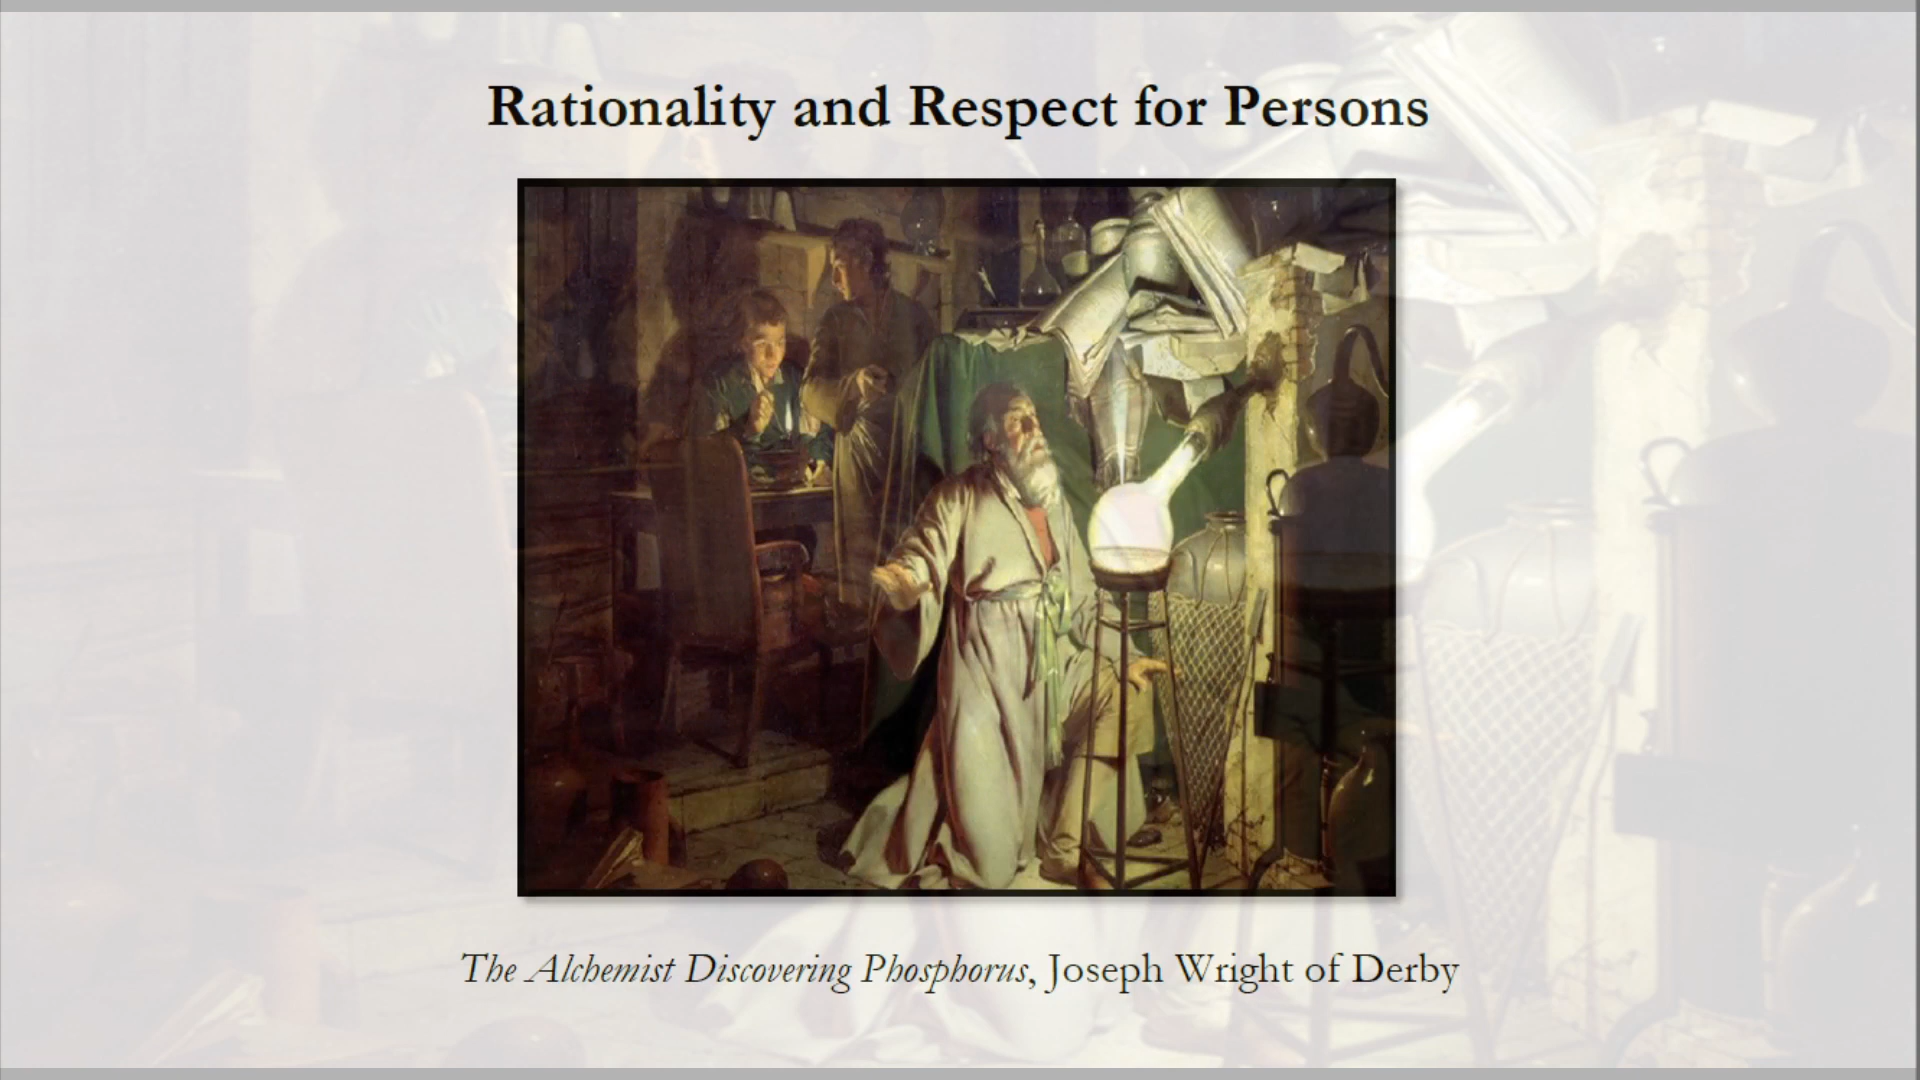 Rationality and Respect for Persons
The Alchemist Discovering Phosphorus, Joseph Wright of Derby